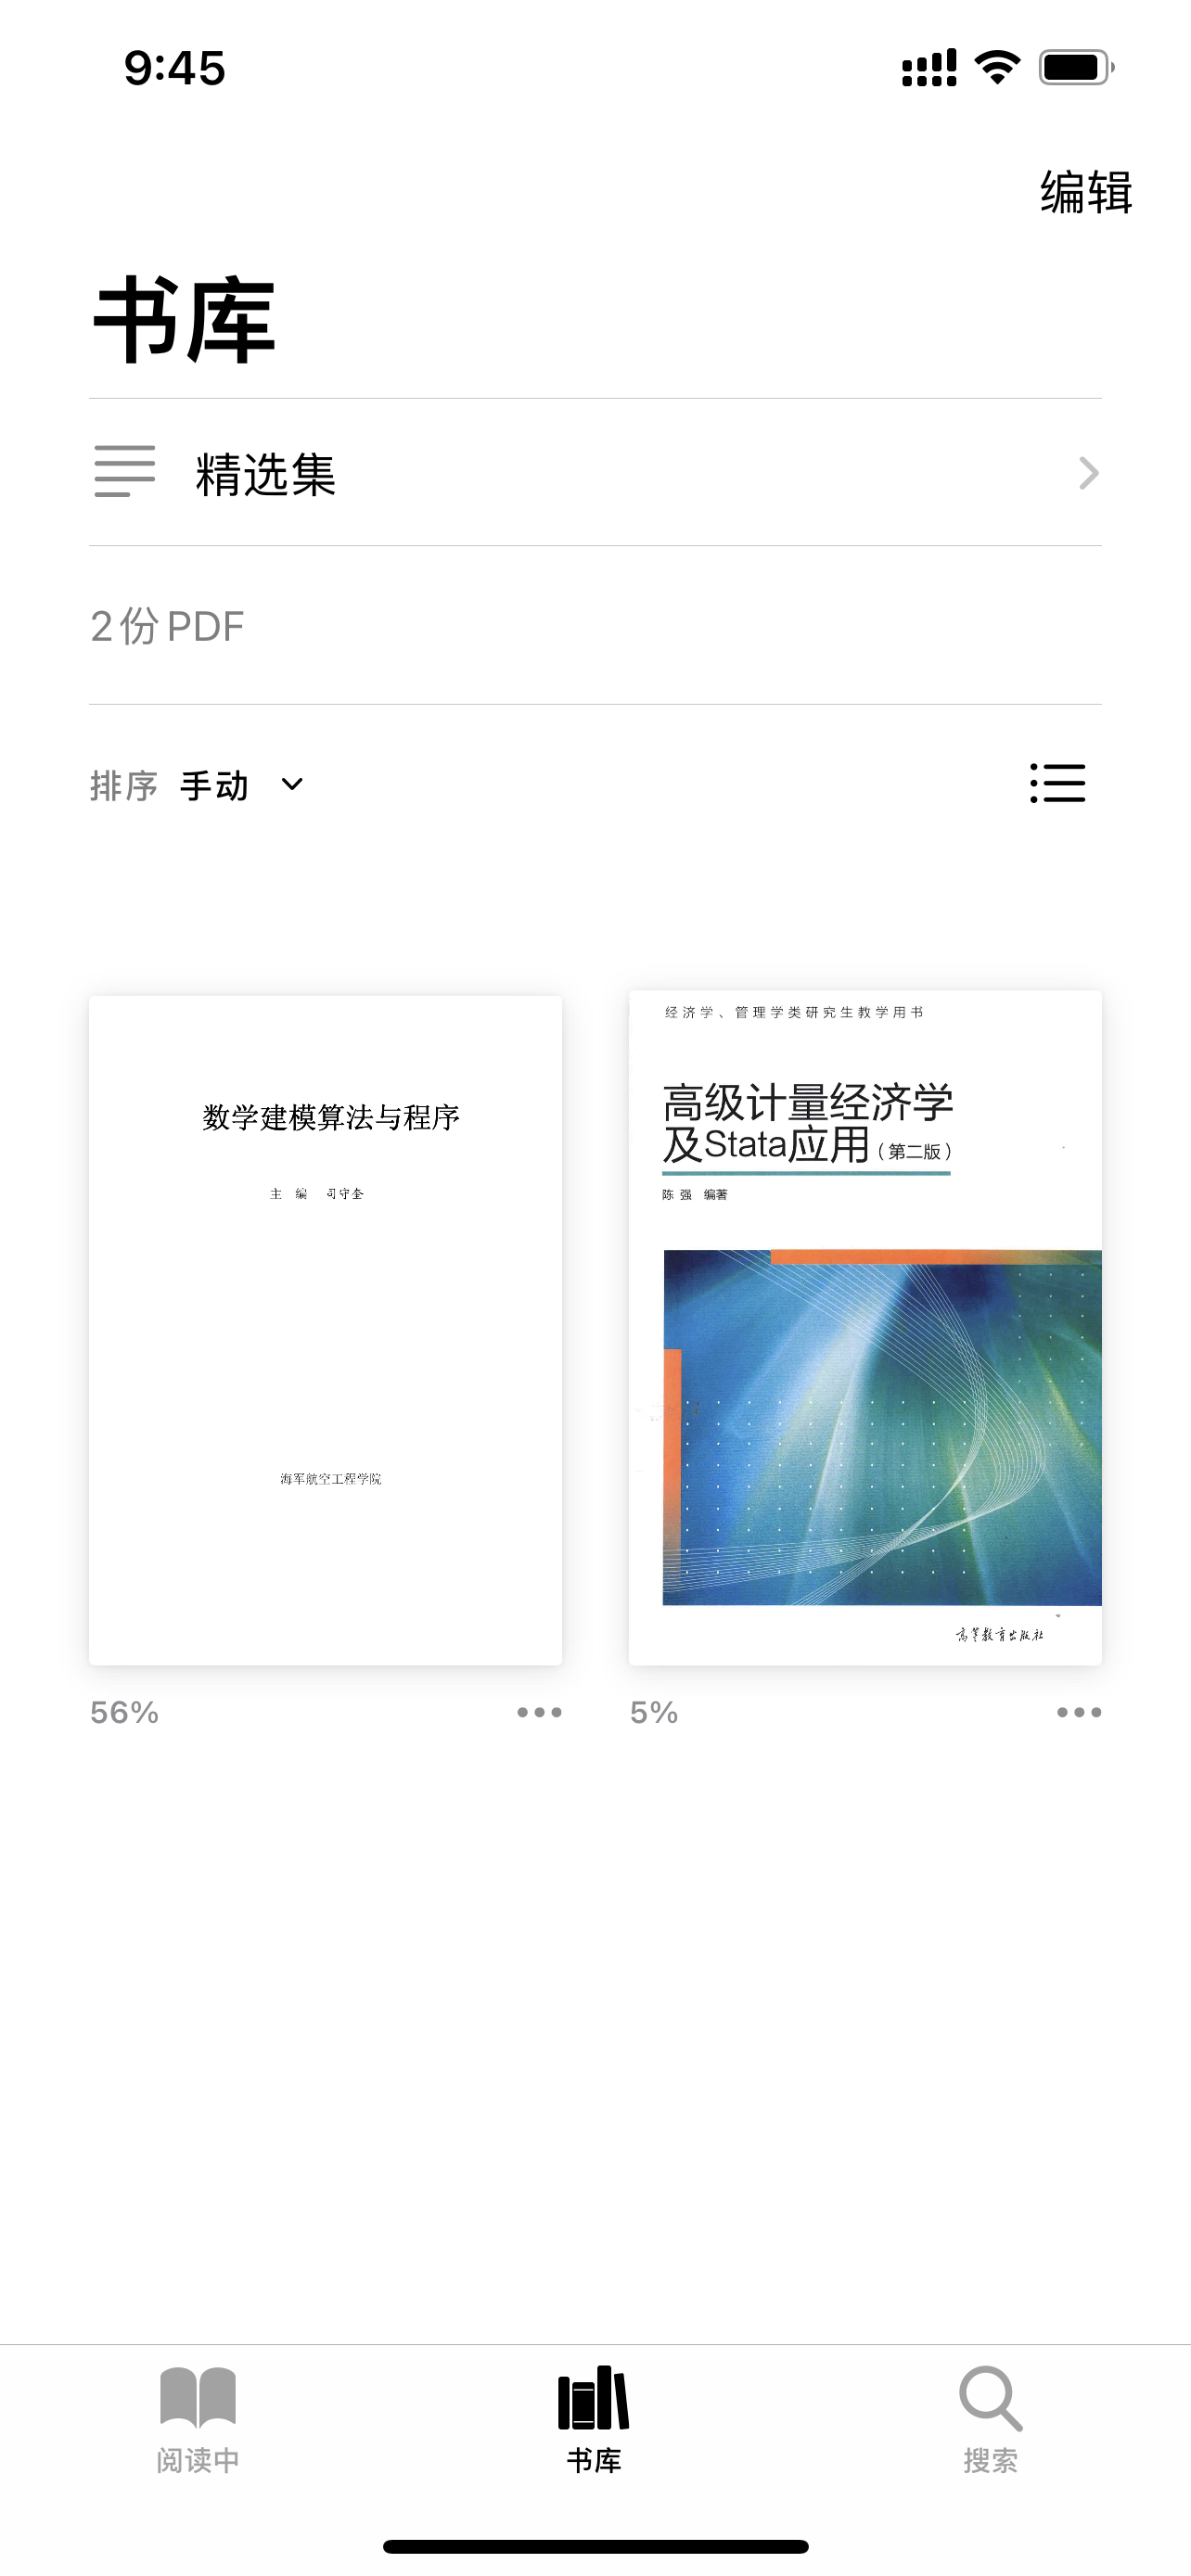 9:45
编辑
书库
精选集
2份PDF
排序 手动
数学建模算法与程序
主 编 司守奎
海军航空工程学院
56%
经济学、管理学类研究生教学用书
高级计量经济学
及Stata应用（第二版）
陈 强 编著
高等教育出版社
5%
阅读中
书库
搜索